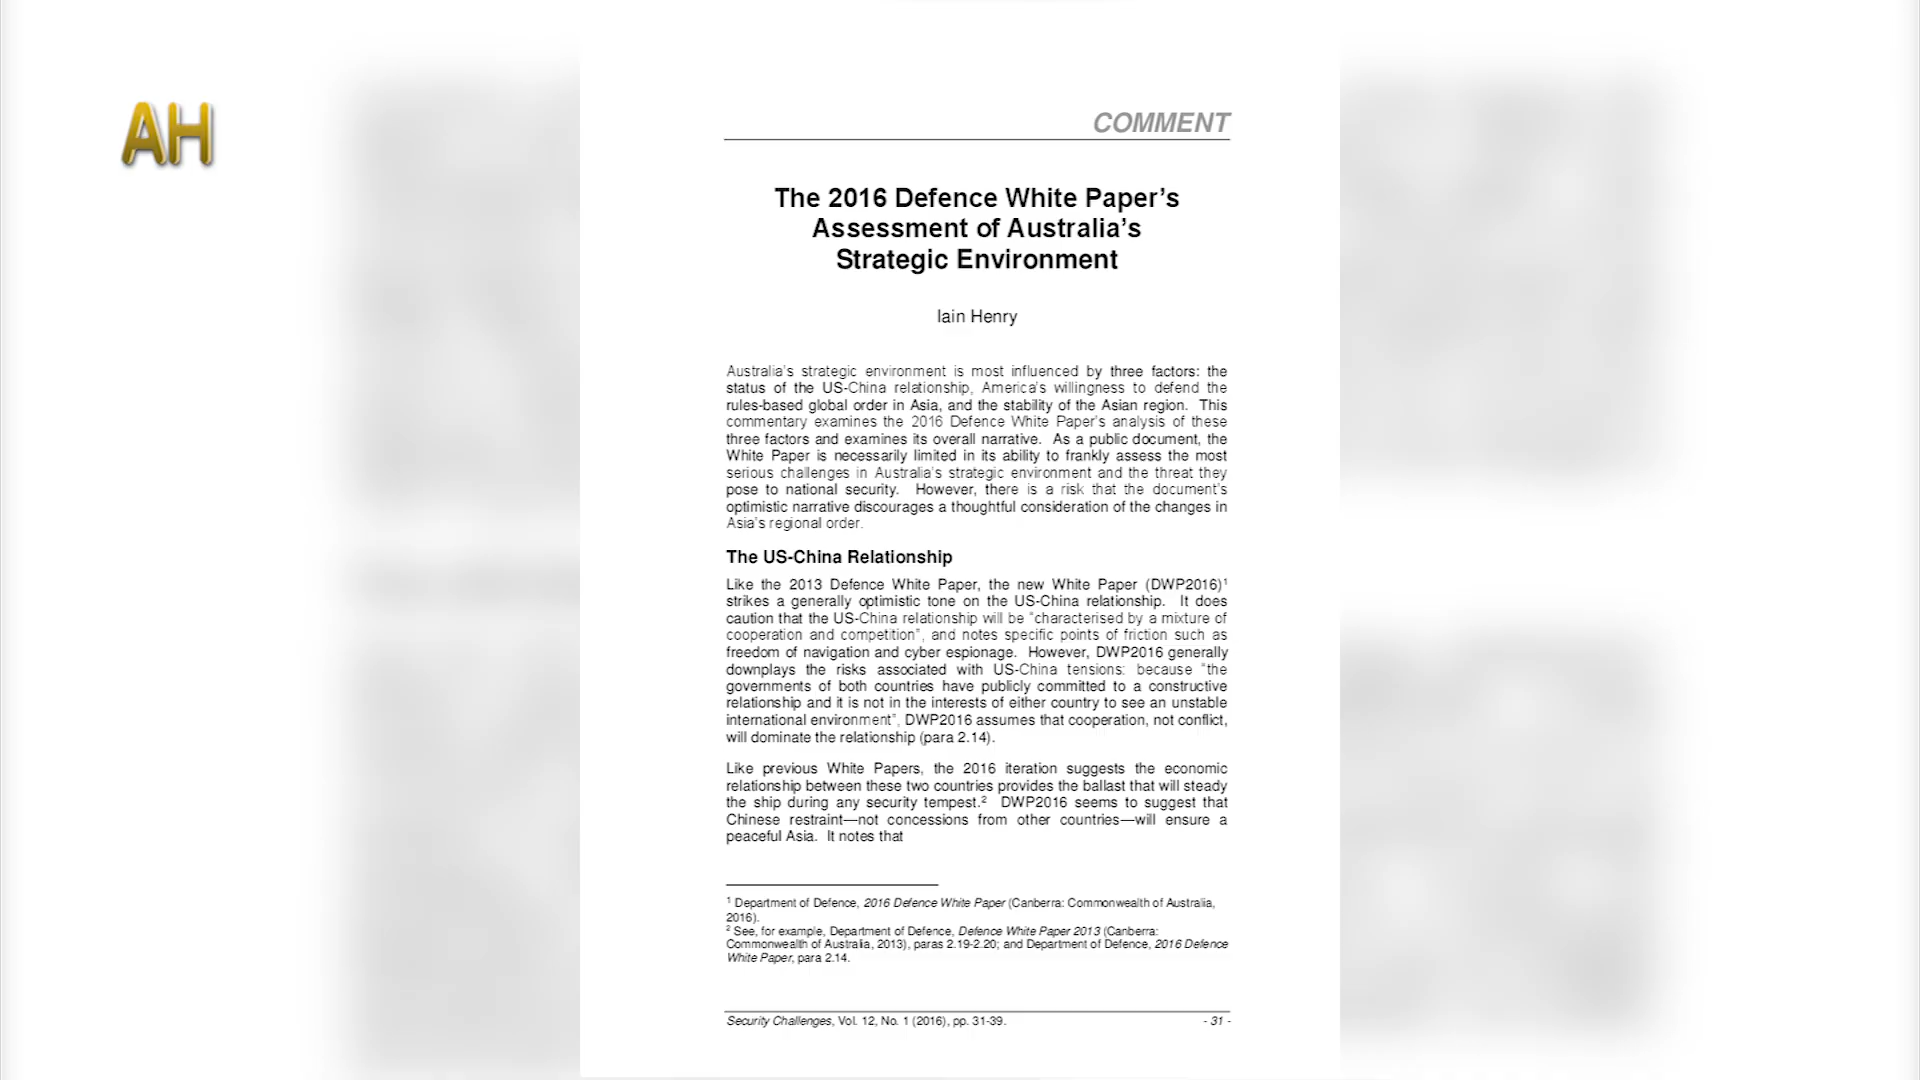 AH
COMMENT
The 2016 Defence White Paper’s
Assessment of Australia’s
Strategic Environment
Iain Henry
Australia’s strategic environment is most influenced by three factors: the
status of the US-China relationship, America’s willingness to defend the
rules-based global order in Asia, and the stability of the Asian region. This
commentary examines the 2016 Defence White Paper’s analysis of these
three factors and examines its overall narrative. As a public document, the
White Paper is necessarily limited in its ability to frankly assess the most
serious challenges in Australia’s strategic environment and the threat they
pose to national security. However, there is a risk that the document’s
optimistic narrative discourages a thoughtful consideration of the changes in
Asia’s regional order.
The US-China Relationship
Like the 2013 Defence White Paper, the new White Paper (DWP2016)¹
strikes a generally optimistic tone on the US-China relationship. It does
caution that the US-China relationship will be “characterised by a mixture of
cooperation and competition”, and notes specific points of friction such as
freedom of navigation and cyber espionage. However, DWP2016 generally
downplays the risks associated with US-China tensions: because “the
governments of both countries have publicly committed to a constructive
relationship and it is not in the interests of either country to see an unstable
international environment”, DWP2016 assumes that cooperation, not conflict,
will dominate the relationship (para 2.14).
Like previous White Papers, the 2016 iteration suggests the economic
relationship between these two countries provides the ballast that will steady
the ship during any security tempest.² DWP2016 seems to suggest that
Chinese restraint—not concessions from other countries—will ensure a
peaceful Asia. It notes that
¹ Department of Defence, 2016 Defence White Paper (Canberra: Commonwealth of Australia,
2016).
² See, for example, Department of Defence, Defence White Paper 2013 (Canberra:
Commonwealth of Australia, 2013), paras 2.19-2.20; and Department of Defence, 2016 Defence
White Paper, para 2.14.
Security Challenges, Vol. 12, No. 1 (2016), pp. 31-39. - 31 -